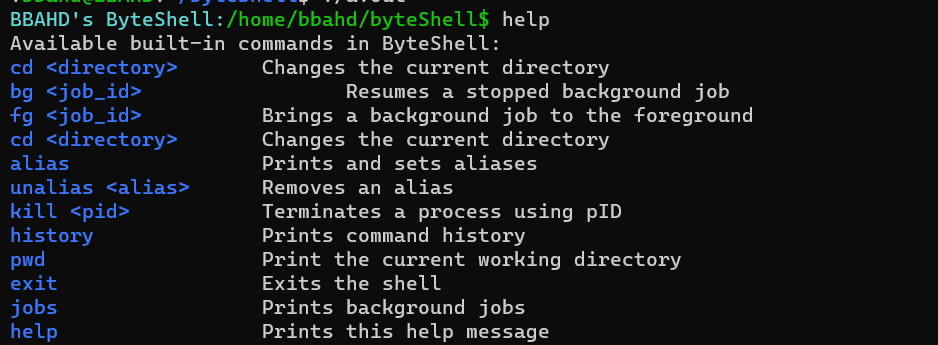 BBAHD's ByteShell:/home/bbahd/byteShell$ help
Available built-in commands in ByteShell:
cd <directory>       Changes the current directory
bg <job_id>                 Resumes a stopped background job
fg <job_id>          Brings a background job to the foreground
cd <directory>       Changes the current directory
alias                Prints and sets aliases
unalias <alias>      Removes an alias
kill <pid>           Terminates a process using pID
history              Prints command history
pwd                  Print the current working directory
exit                 Exits the shell
jobs                 Prints background jobs
help                 Prints this help message